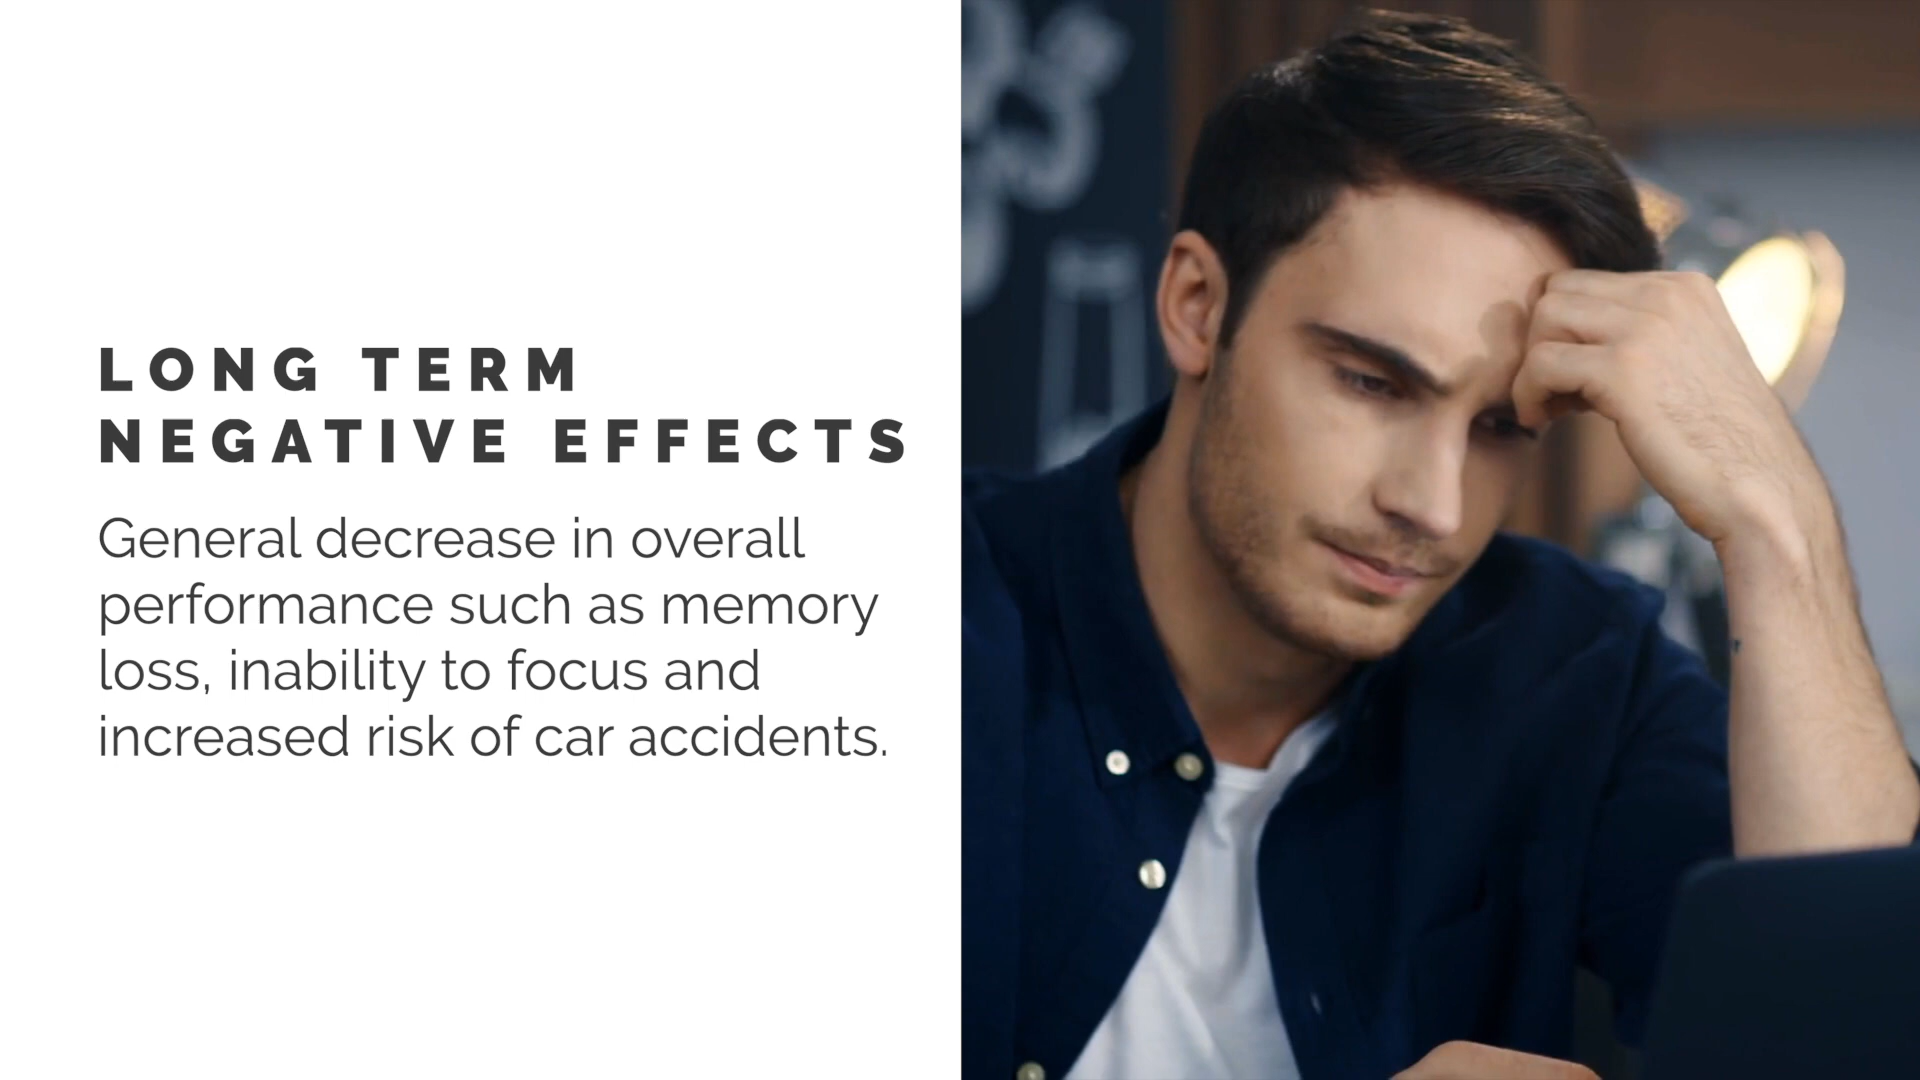 LONG TERM
NEGATIVE EFFECTS
General decrease in overall
performance such as memory
loss, inability to focus and
increased risk of car accidents.